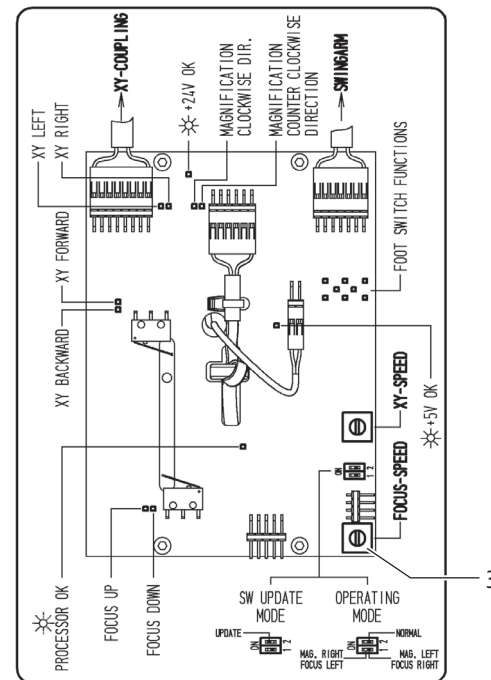 XY-COUPLING
SWINGARM
XY LEFT
XY RIGHT
+24V OK
MAGNIFICATION
CLOCKWISE DIR.
MAGNIFICATION
COUNTER CLOCKWISE
DIRECTION
FOOT SWITCH FUNCTIONS
XY FORWARD
XY BACKWARD
+5V OK
XY-SPEED
ON
1 2
FOCUS-SPEED
3
PROCESSOR OK
FOCUS UP
FOCUS DOWN
SW UPDATE
MODE
OPERATING
MODE
UPDATE
ON
1 2
NORMAL
ON
1 2
MAG. RIGHT
FOCUS LEFT
MAG. LEFT
FOCUS RIGHT